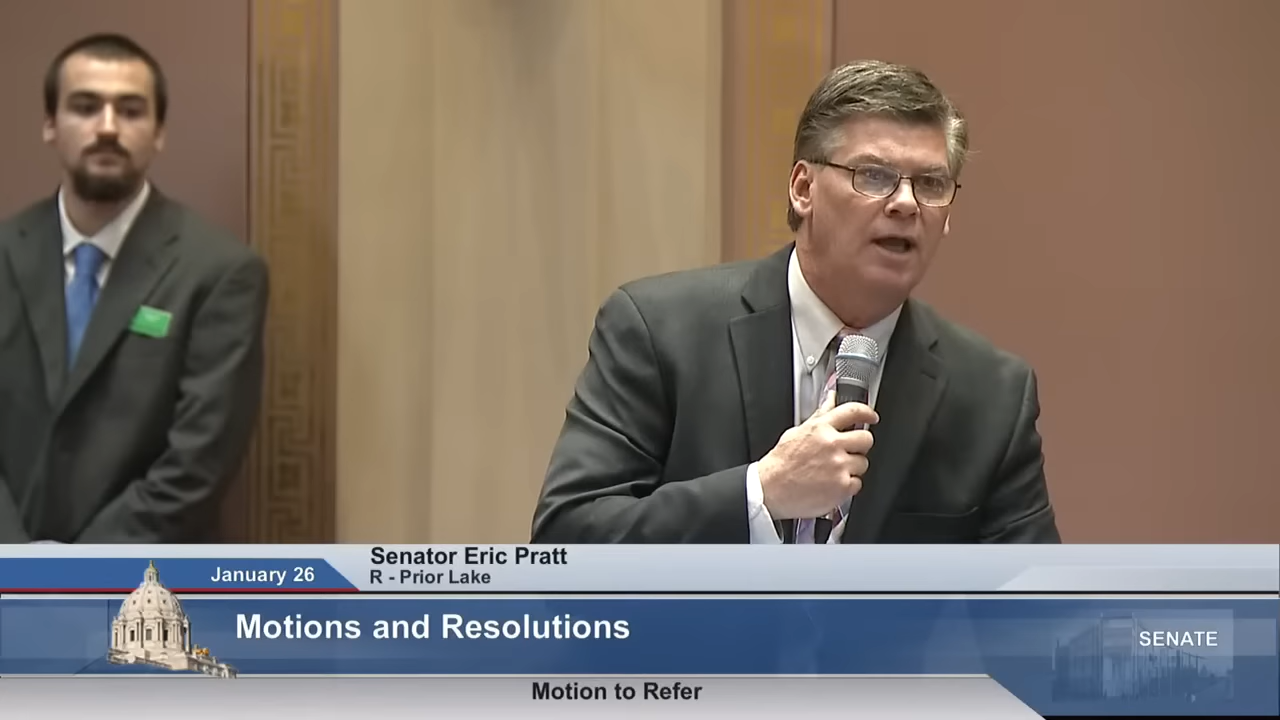 Senator Eric Pratt
January 26
R - Prior Lake
Motions and Resolutions
SENATE
Motion to Refer